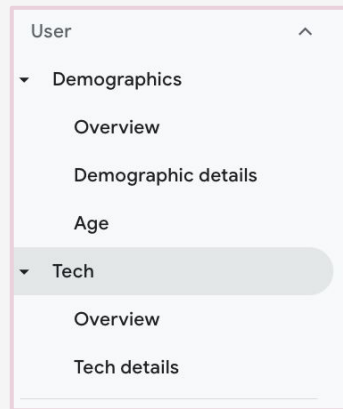 User
Demographics
Overview
Demographic details
Age
Tech
Overview
Tech details